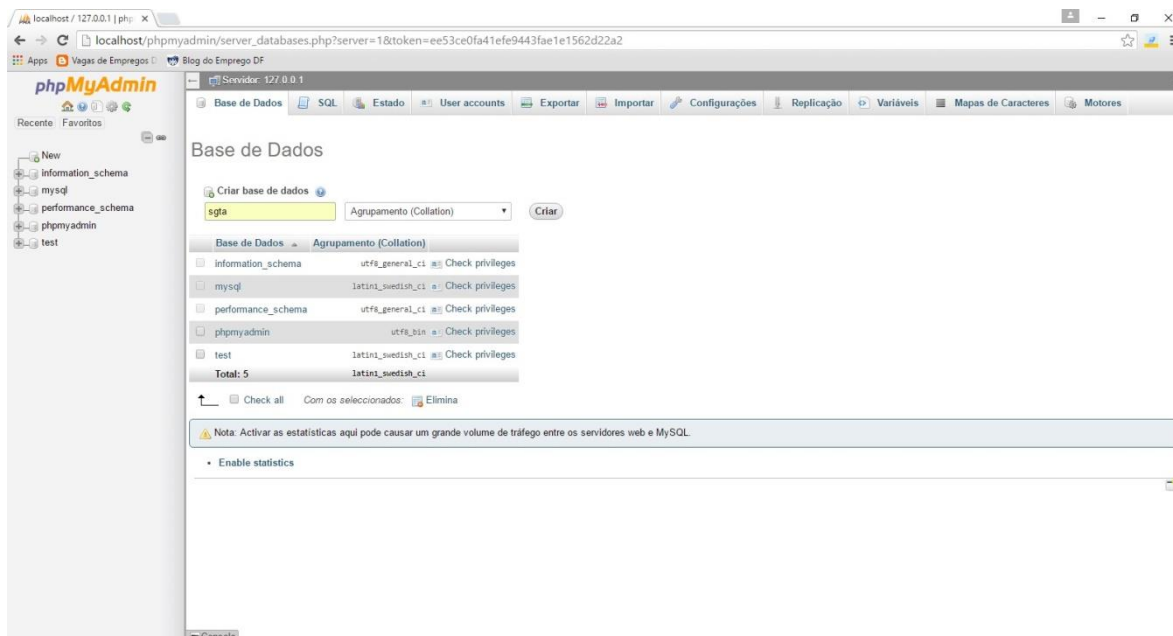 localhost / 127.0.0.1 | php
localhost/phpmyadmin/server_databases.php?server=1&token=ee53ce0fa41efe9443fae1e1562d22a2
Apps Vagas de Empregos D Blog do Emprego DF
phpMyAdmin
Recente Favoritos
New
information_schema
mysql
performance_schema
phpmyadmin
test
Servidor: 127.0.0.1
Base de Dados SQL Estado User accounts Exportar Importar Configurações Replicação Variáveis Mapas de Caracteres Motores
Base de Dados
Criar base de dados
sgta Agrupamento (Collation) Criar
Base de Dados Agrupamento (Collation)
information_schema utf8_general_ci Check privileges
mysql latin1_swedish_ci Check privileges
performance_schema utf8_general_ci Check privileges
phpmyadmin utf8_bin Check privileges
test latin1_swedish_ci Check privileges
Total: 5 latin1_swedish_ci
Check all Com os seleccionados: Elimina
Nota: Activar as estatísticas aqui pode causar um grande volume de tráfego entre os servidores web e MySQL.
Enable statistics